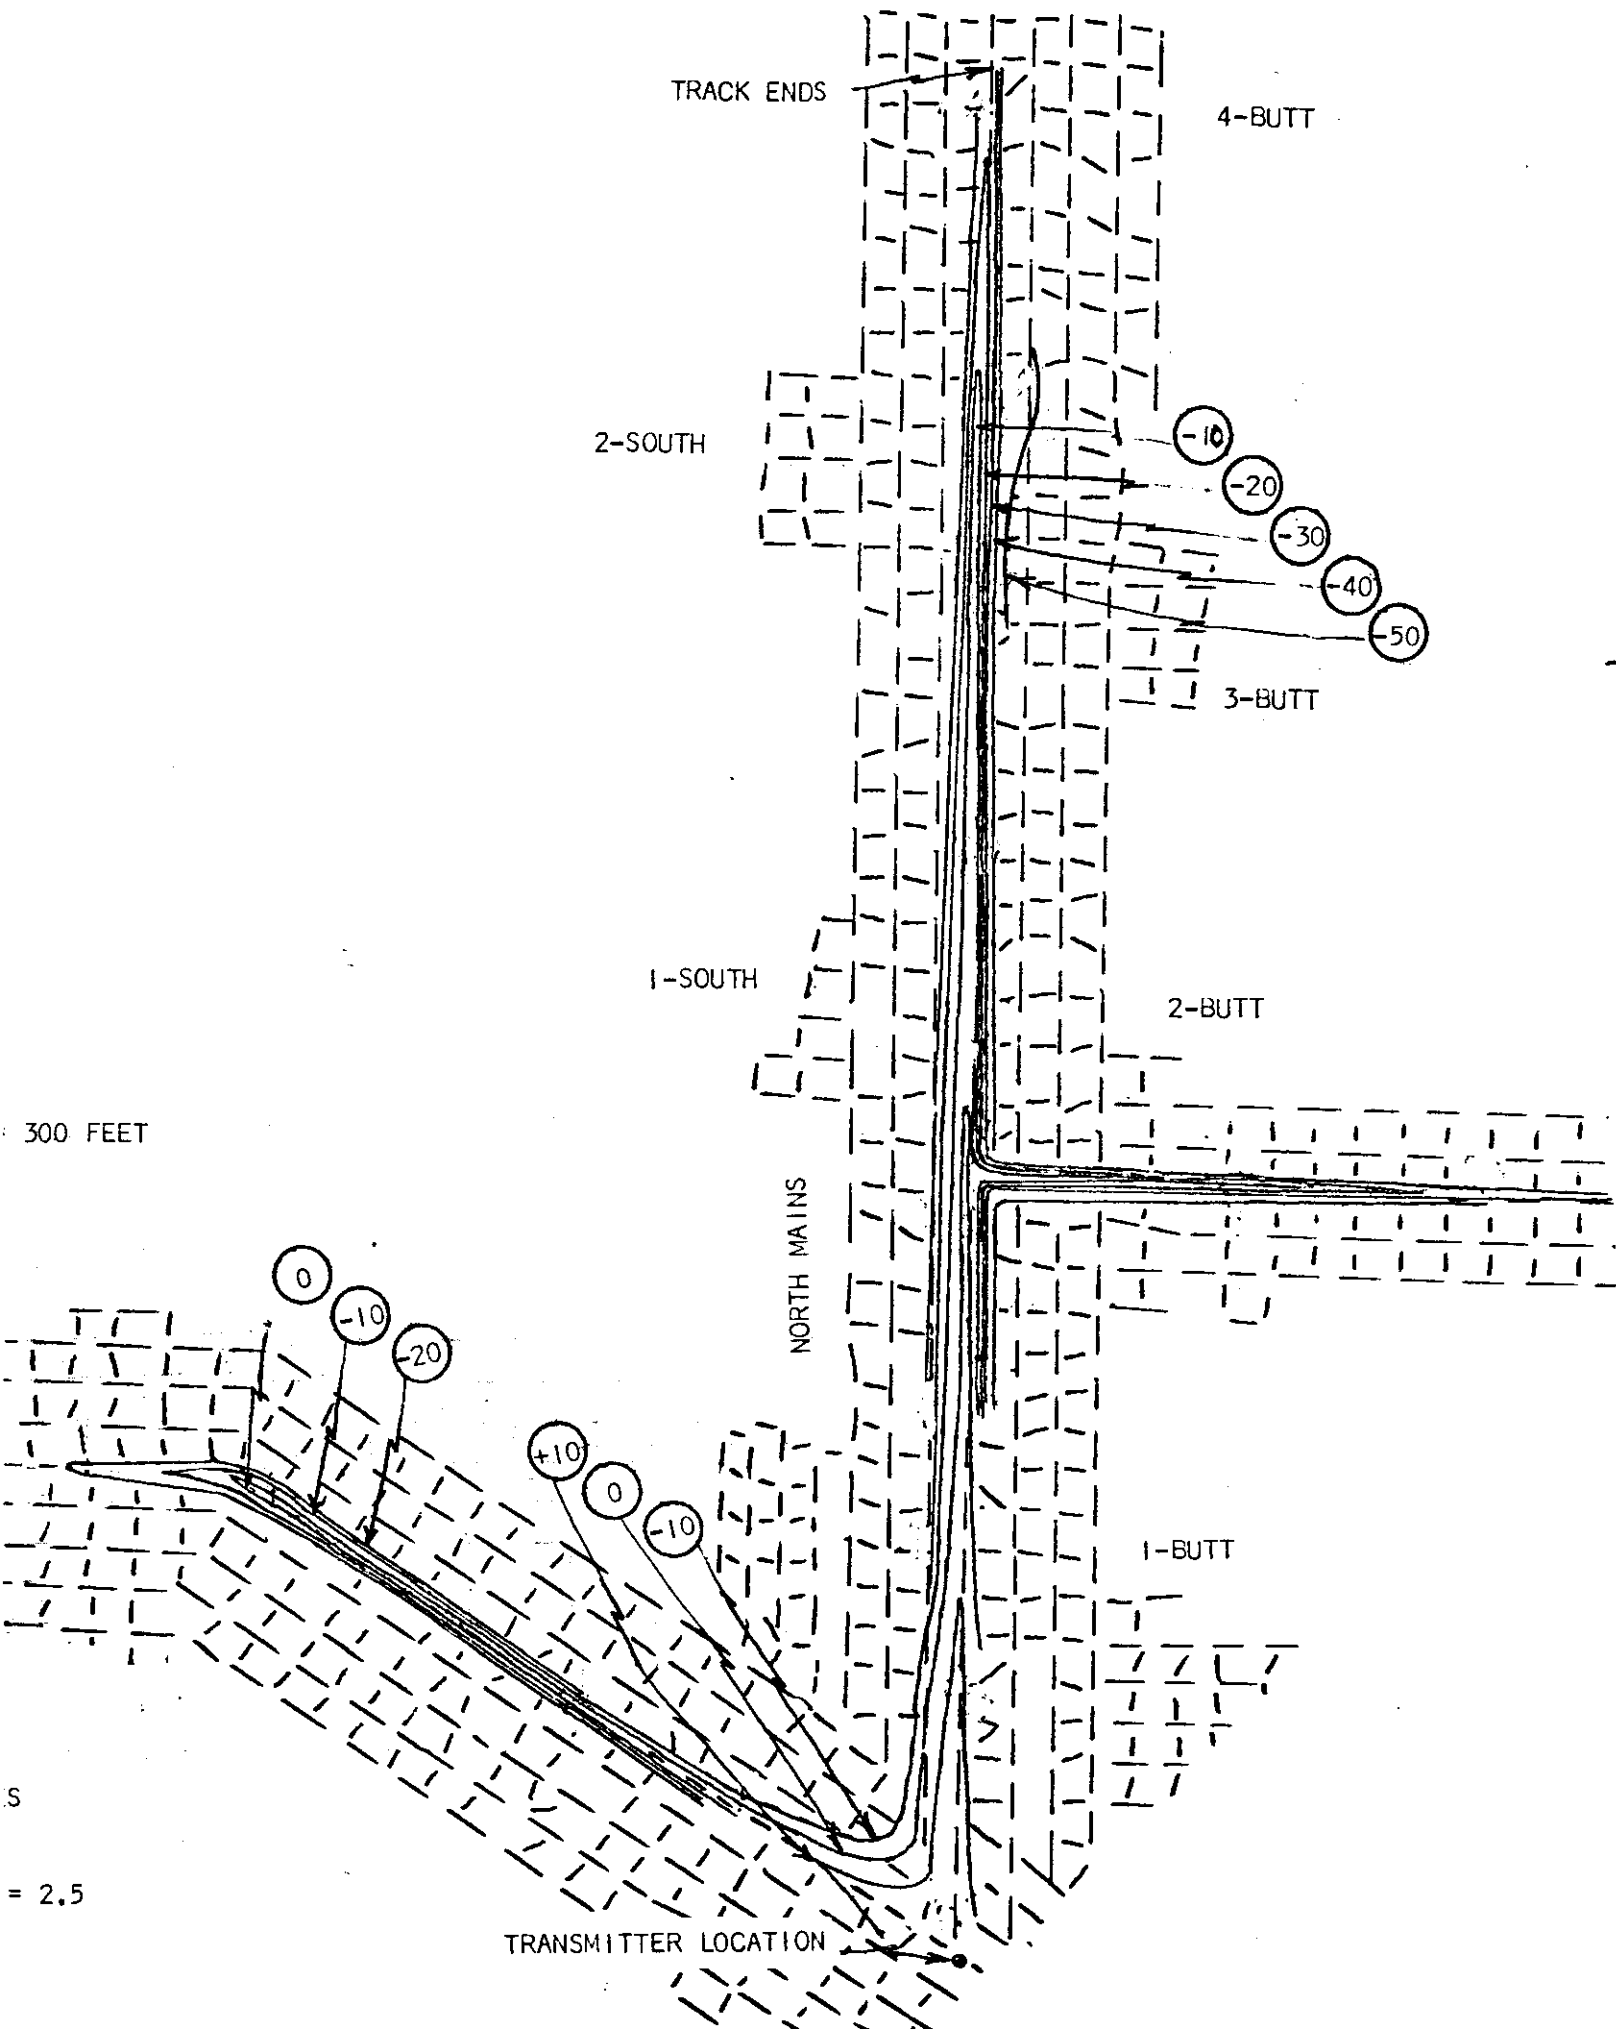 TRACK ENDS
4-BUTT
2-SOUTH
-10
-20
-30
-40
-50
3-BUTT
1-SOUTH
2-BUTT
300 FEET
NORTH MAINS
0
-10
-20
+10
0
-10
1-BUTT
S
= 2.5
TRANSMITTER LOCATION